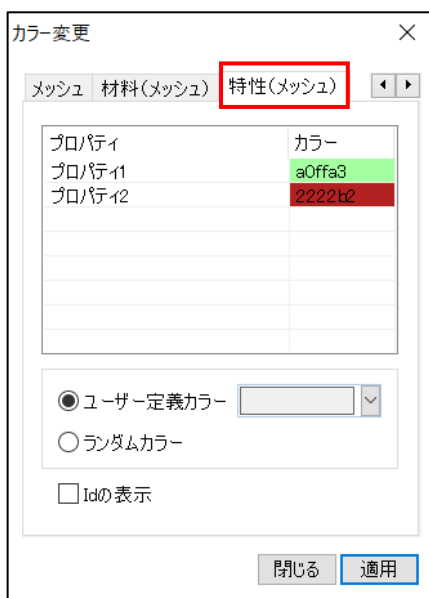 カラー変更
メッシュ 材料(メッシュ) 特性(メッシュ)
プロパティ カラー
プロパティ1 a0ffa3
プロパティ2 2222b2
ユーザー定義カラー
ランダムカラー
Idの表示
閉じる 適用